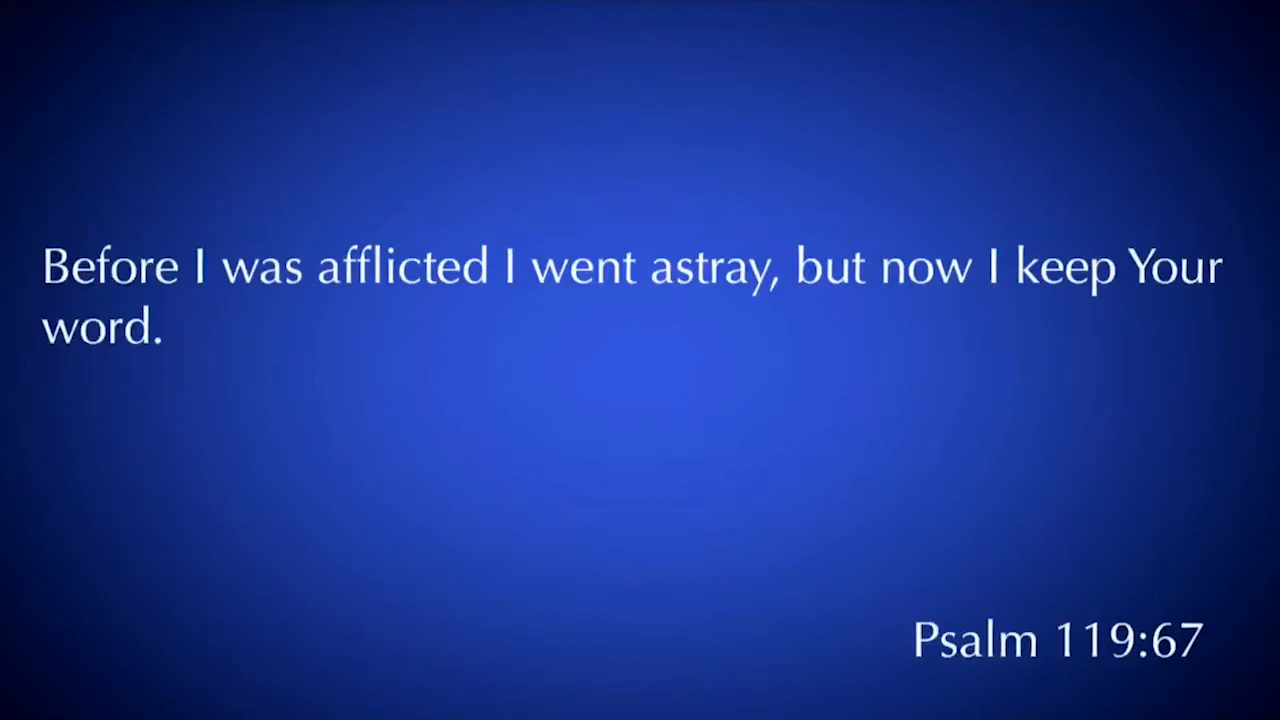 Before I was afflicted I went astray, but now I keep Your
word.
Psalm 119:67